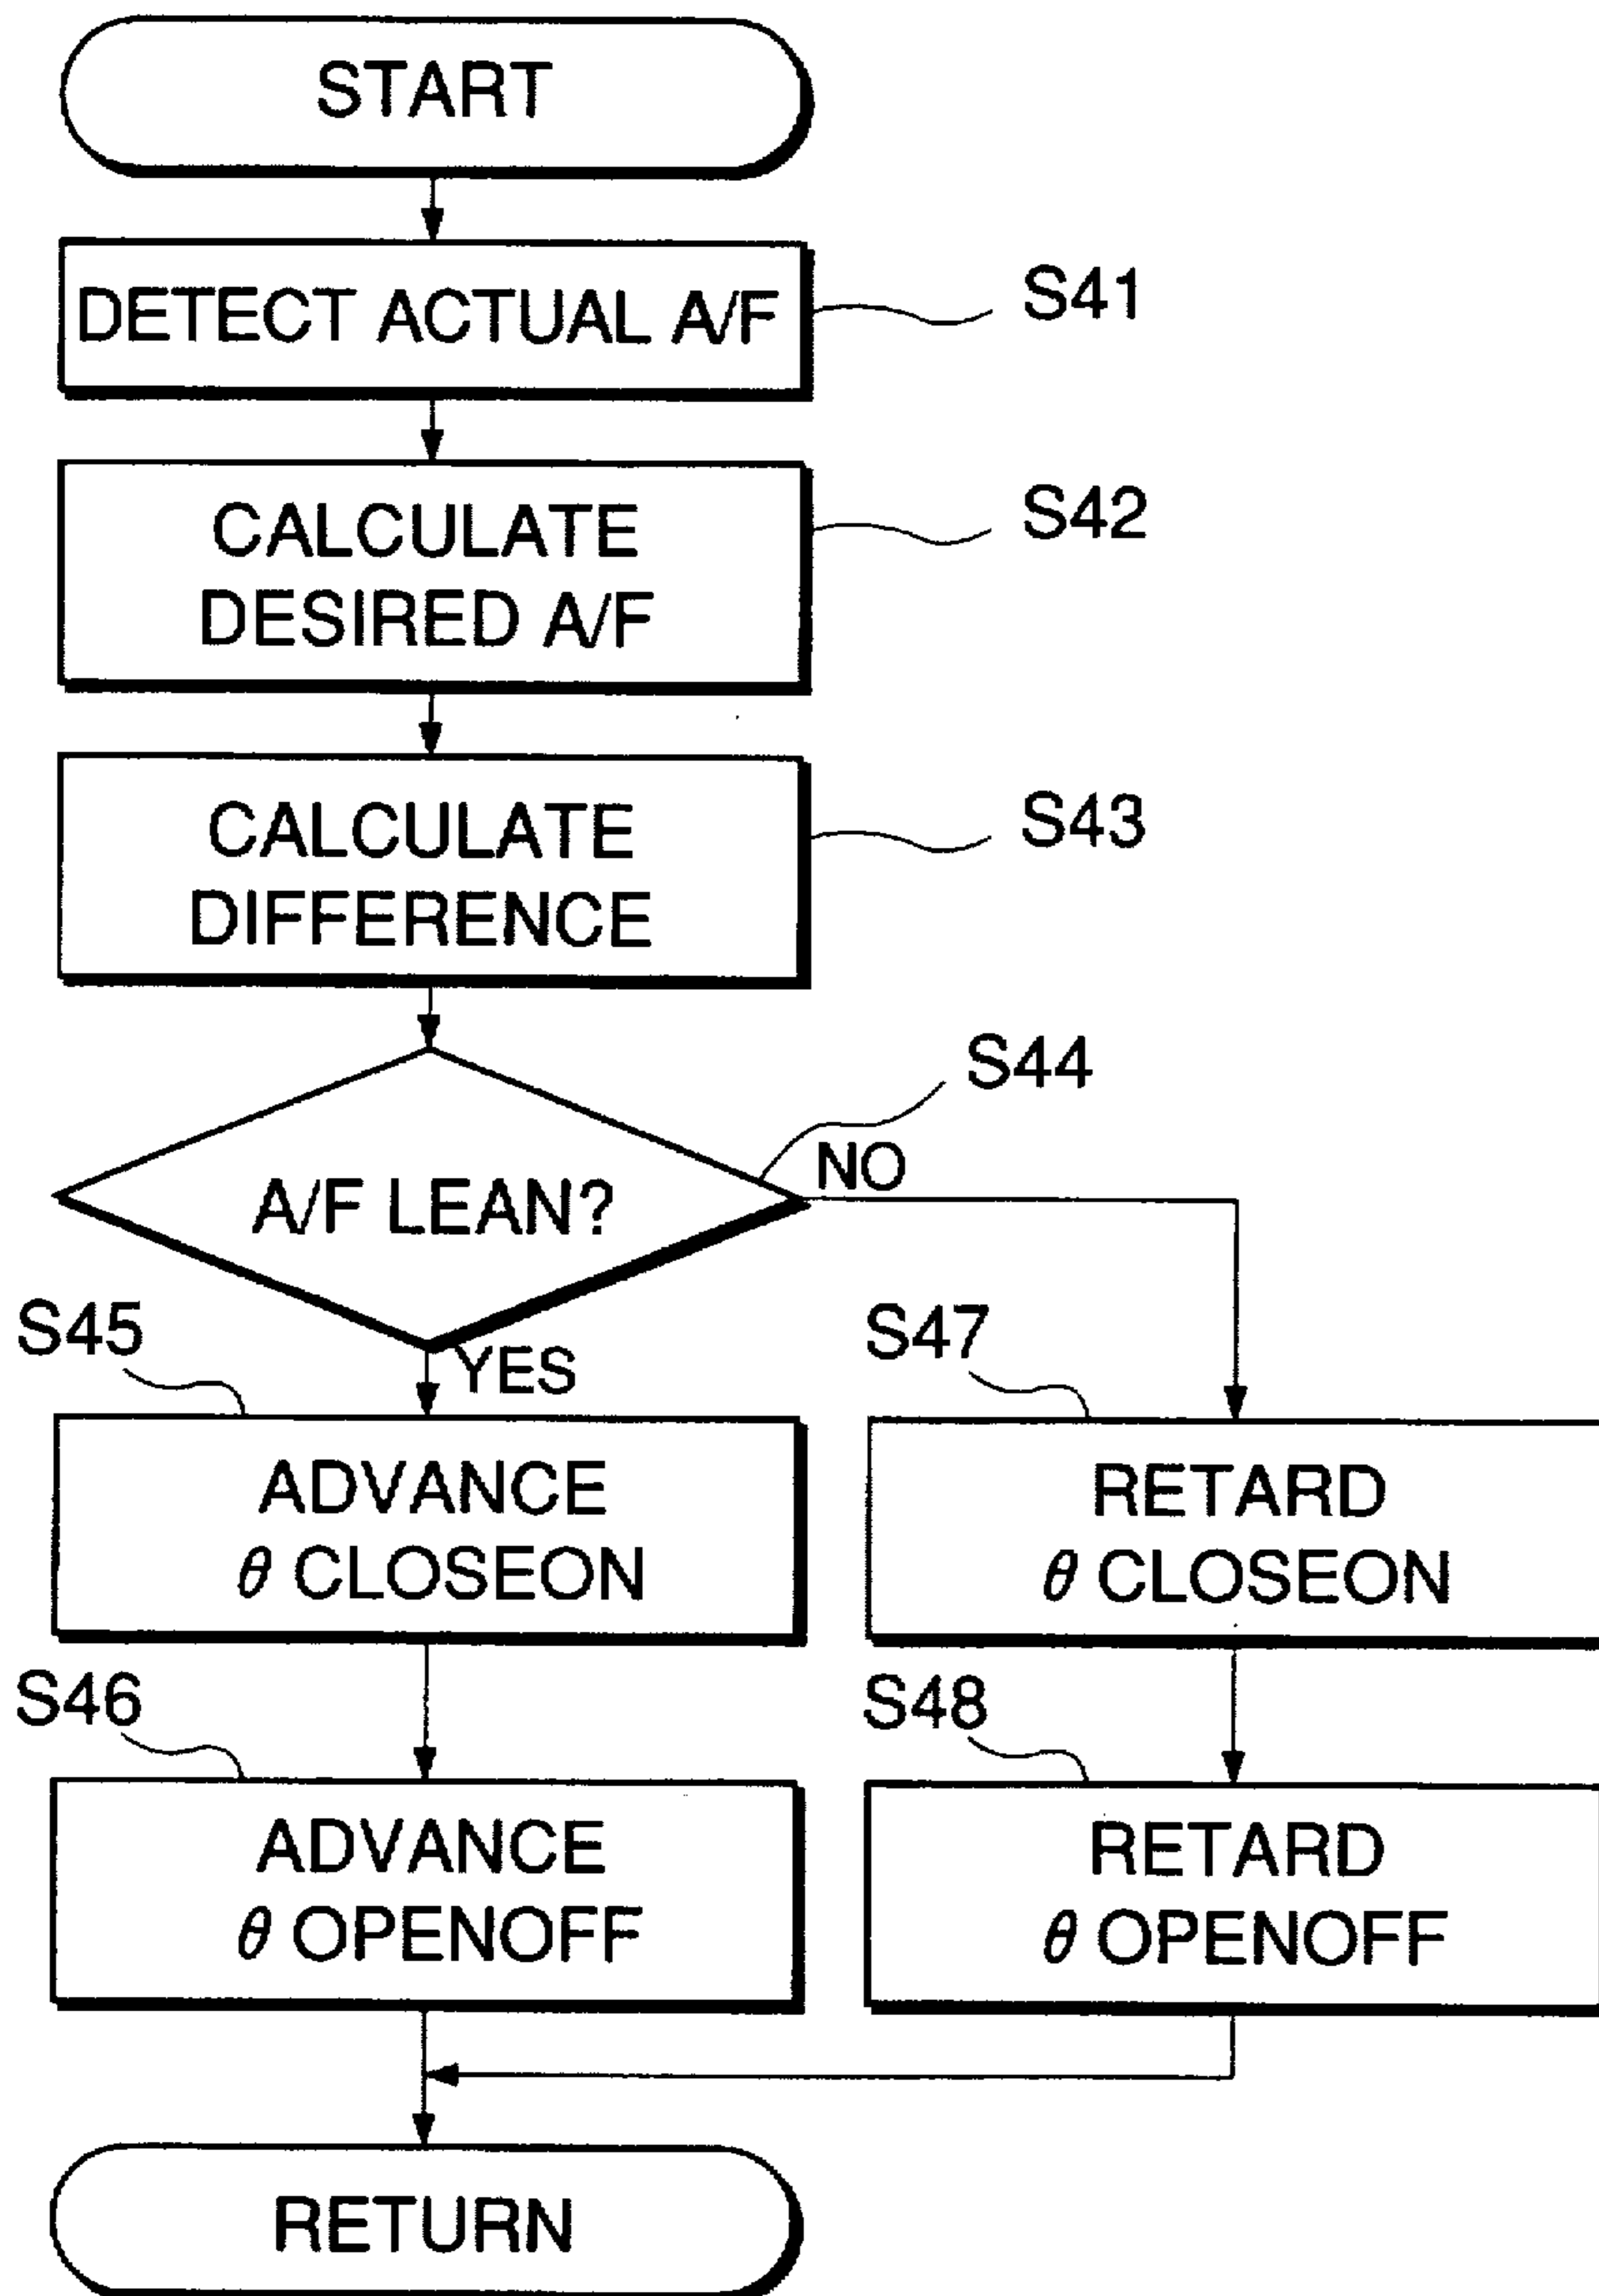 START
DETECT ACTUAL A/F
S41
CALCULATE
DESIRED A/F
S42
CALCULATE
DIFFERENCE
S43
S44
A/F LEAN?
NO
YES
S45
ADVANCE
θ CLOSEON
S47
RETARD
θ CLOSEON
S46
ADVANCE
θ OPENOFF
S48
RETARD
θ OPENOFF
RETURN